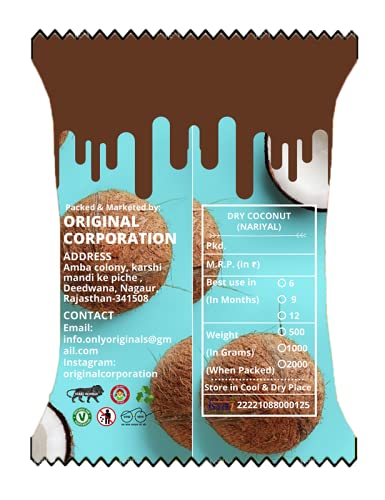 Packed & Marketed by:
ORIGINAL
CORPORATION
ADDRESS
Amba colony, karshi
mandi ke piche ,
Deedwana, Nagaur,
Rajasthan-341508
CONTACT
Email:
info.onlyoriginals@gm
ail.com
Instagram:
originalcorporation
DRY COCONUT
(NARIYAL)
Pkd.
M.R.P. (in ₹)
Best use in 6
(In Months) 9
12
Weight 500
(In Grams) 1000
(When Packed) 2000
Store in Cool & Dry Place
22221088000125